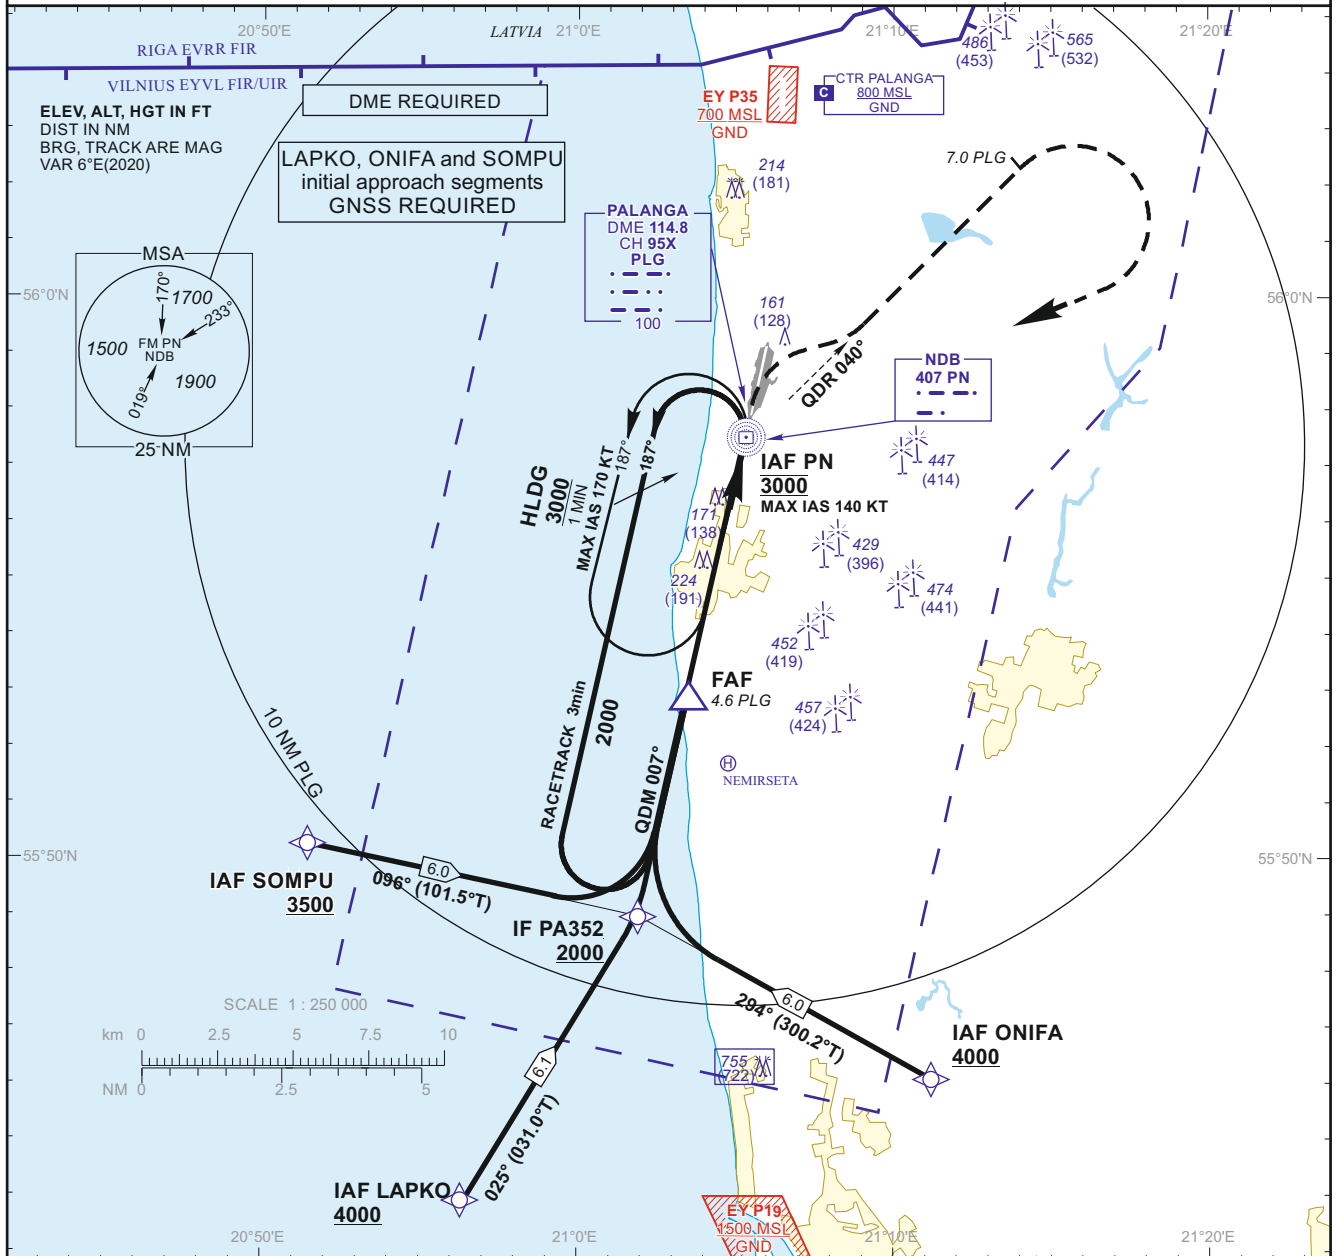 20°50'E
21°0'E
21°10'E
21°20'E
LATVIA
RIGA EVRR FIR
VILNIUS EYVL FIR/UIR
ELEV, ALT, HGT IN FT
DIST IN NM
BRG, TRACK ARE MAG
VAR 6°E(2020)
DME REQUIRED
LAPKO, ONIFA and SOMPU
initial approach segments
GNSS REQUIRED
EY P35
700 MSL
GND
C
CTR PALANGA
800 MSL
GND
486
(453)
565
(532)
214
(181)
7.0 PLG
PALANGA
DME 114.8
CH 95X
PLG
100
MSA
170°
1700
233°
1500
FM PN
NDB
1900
019°
25 NM
56°0'N
56°0'N
161
(128)
QDR 040°
NDB
407 PN
IAF PN
3000
MAX IAS 140 KT
HLDG
3000
1 MIN
MAX IAS 170 KT
187°
187°
447
(414)
171
(138)
429
(396)
224
(191)
474
(441)
452
(419)
FAF
4.6 PLG
457
(424)
H
NEMIRSETA
RACETRACK 3min
2000
QDM 007°
10 NM PLG
55°50'N
55°50'N
IAF SOMPU
3500
6.0
096° (101.5°T)
IF PA352
2000
6.0
294° (300.2°T)
IAF ONIFA
4000
SCALE 1 : 250 000
km 0 2.5 5 7.5 10
NM 0 2.5 5
755
(722)
6.1
025° (031.0°T)
IAF LAPKO
4000
EY P19
1500 MSL
GND
20°50'E
21°0'E
21°10'E
21°20'E